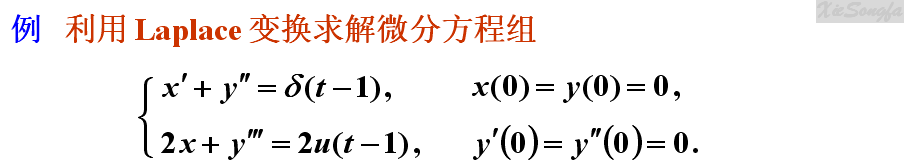 XieSongfa
例 利用 Laplace 变换求解微分方程组
x′ + y″ = δ(t − 1), x(0) = y(0) = 0,
2x + y‴ = 2u(t − 1), y′(0) = y″(0) = 0.